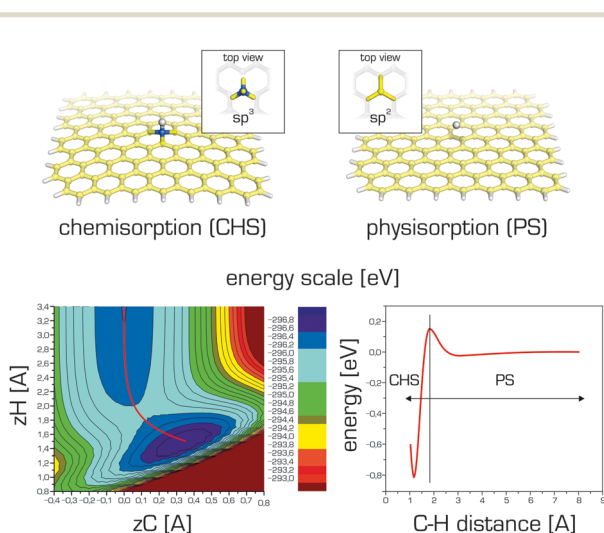 top view
sp3
top view
sp2
chemisorption (CHS)
physisorption (PS)
energy scale [eV]
3,4
3,2
3,0
2,8
2,6
2,4
2,2
2,0
1,8
1,6
1,4
1,2
1,0
0,8
zH [A]
-0,4 -0,3 -0,2 -0,1 0,0 0,1 0,2 0,3 0,4 0,5 0,6 0,7 0,8
zC [A]
-296,8
-296,6
-296,4
-296,2
-296,0
-295,8
-295,6
-295,4
-295,2
-295,0
-294,8
-294,6
-294,4
-294,2
-294,0
-293,8
-293,6
-293,4
-293,2
-293,0
energy [eV]
0,2
0,0
-0,2
-0,4
-0,6
-0,8
CHS
PS
0 1 2 3 4 5 6 7 8 9
C-H distance [A]